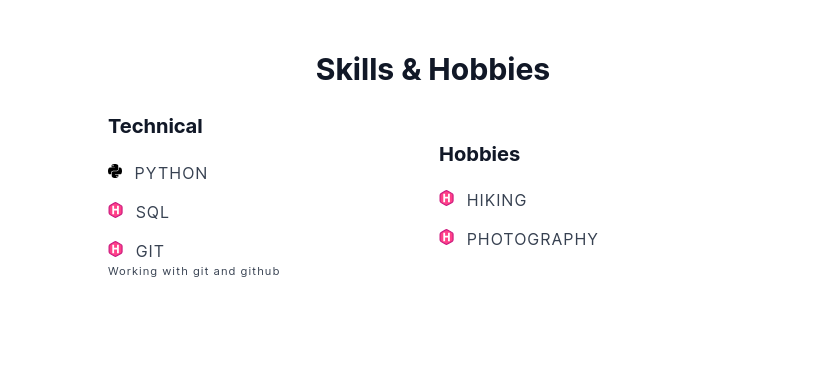 Skills & Hobbies
Technical
PYTHON
SQL
GIT
Working with git and github
Hobbies
HIKING
PHOTOGRAPHY